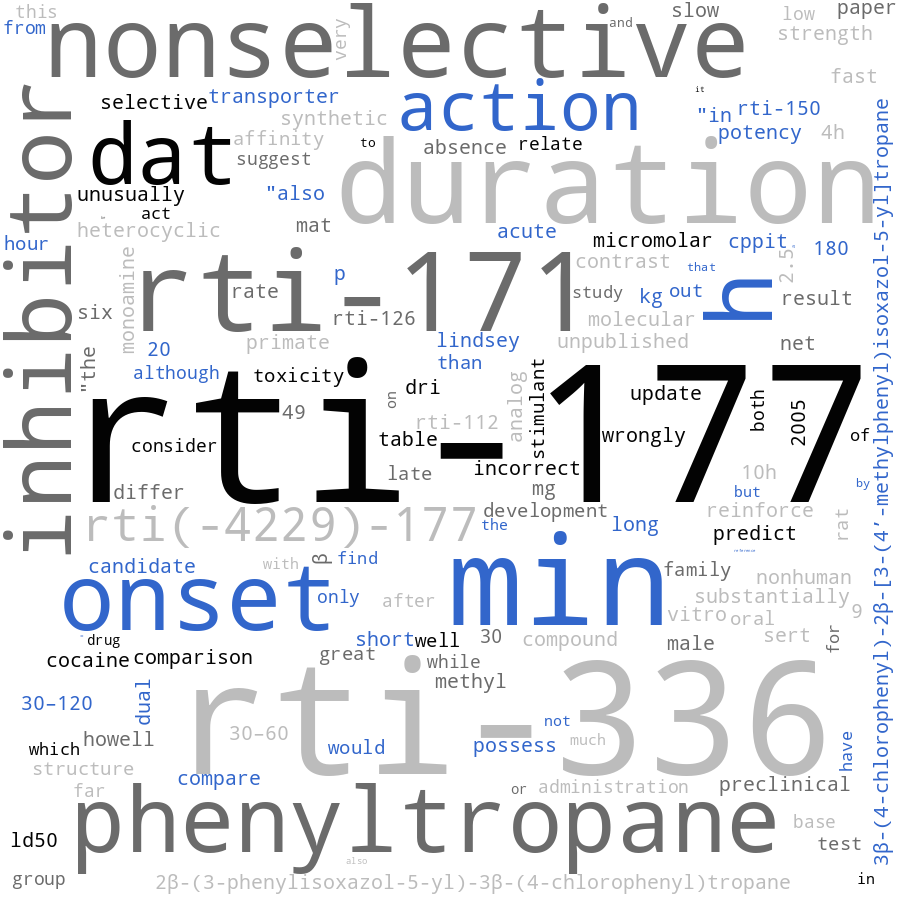 this
from
nonselective
very
and
slow
low
paper
strength
fast
it
selective
transporter
action
"in
rti-150
potency
4h
synthetic
affinity
to
dat
suggest
absence
relate
duration
unusually
"also
act
mat
heterocyclic
hour
inhibitor
acute
micromolar
cppit
180
contrast
that
2.5
monoamine
rti-171
p
rate
rti-126
study
kg
out
h
result
six
molecular
20
primate
lindsey
unpublished
net
"the
although
than
toxicity
dri
on
analog
stimulant
update
both
2005
49
rti-112
rti-177
consider
table
wrongly
of
late
incorrect
10h
differ
mg
but
by
rti(-4229)-177
development
reinforce
the
long
predict
rat
reference
candidate
with
β
find
onset
min
family
nonhuman
only
after
substantially
vitro
oral
9
drug
short
well
30
compound
male
sert
for
cocaine
comparison
great
while
methyl
rti-336
30–120
dual
30–60
not
which
howell
would
possess
much
have
structure
compare
far
or
administration
preclinical
phenyltropane
base
ld50
test
also
group
2β-(3-phenylisoxazol-5-yl)-3β-(4-chlorophenyl)tropane
in
3β-(4-chlorophenyl)-2β-[3-(4′-methylphenyl)isoxazol-5-yl]tropane